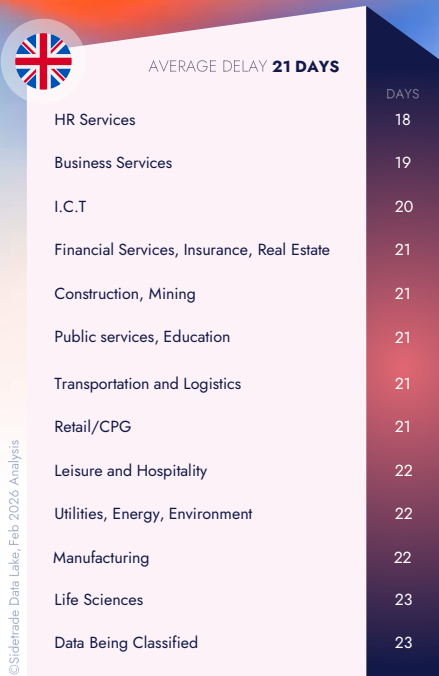 AVERAGE DELAY 21 DAYS
DAYS
HR Services 18
Business Services 19
I.C.T 20
Financial Services, Insurance, Real Estate 21
Construction, Mining 21
Public services, Education 21
Transportation and Logistics 21
Retail/CPG 21
Leisure and Hospitality 22
Utilities, Energy, Environment 22
Manufacturing 22
Life Sciences 23
Data Being Classified 23
©Sidetrade Data Lake, Feb 2026 Analysis